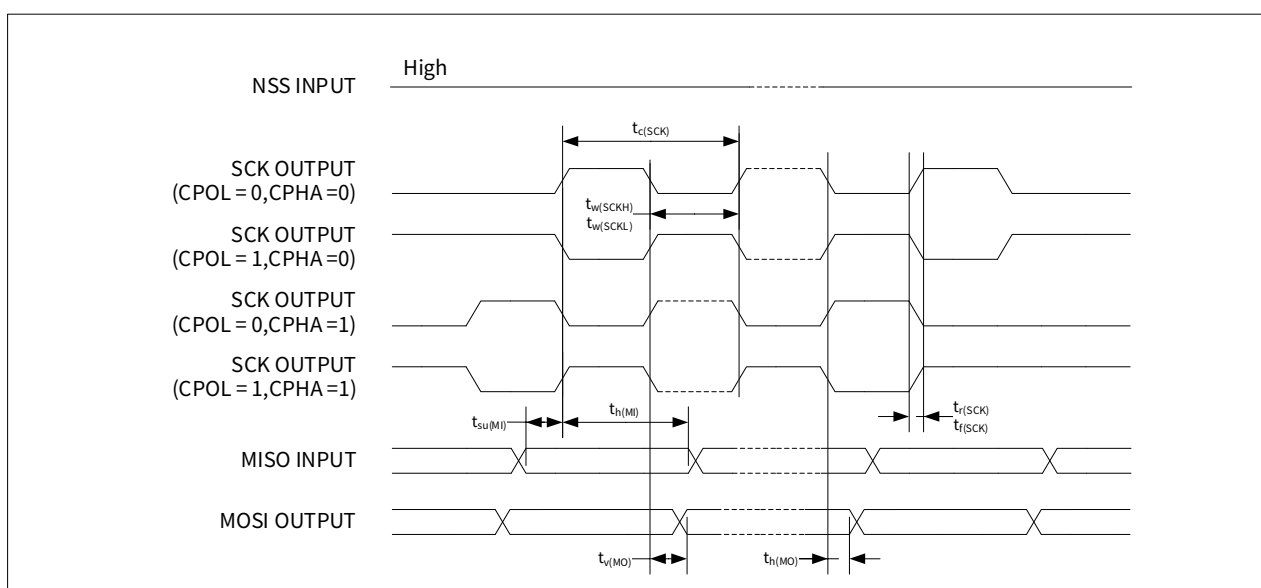 High
NSS INPUT
tc(SCK)
SCK OUTPUT
(CPOL = 0,CPHA =0)
tw(SCKH)
tw(SCKL)
SCK OUTPUT
(CPOL = 1,CPHA =0)
SCK OUTPUT
(CPOL = 0,CPHA =1)
SCK OUTPUT
(CPOL = 1,CPHA =1)
tsu(MI)
th(MI)
tr(SCK)
tf(SCK)
MISO INPUT
MOSI OUTPUT
tv(MO)
th(MO)